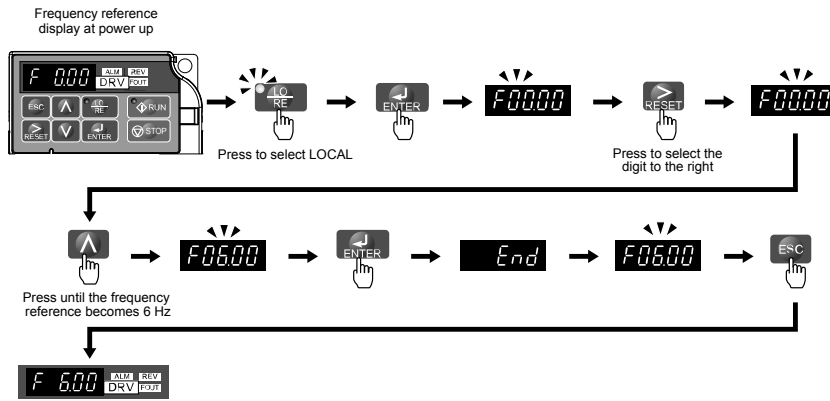 Frequency reference
display at power up
F 0.00 ALM REV
DRV FOUT
ESC LO
RE RUN
RESET ENTER STOP
LO
RE
ENTER
F00.00
RESET
F00.00
Press to select LOCAL
Press to select the
digit to the right
F06.00
ENTER
End
F06.00
ESC
Press until the frequency
reference becomes 6 Hz
F 6.00 ALM REV
DRV FOUT